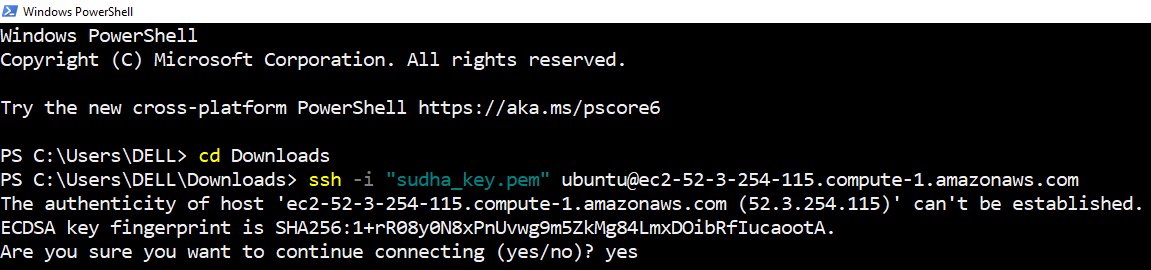 Windows PowerShell
Windows PowerShell
Copyright (C) Microsoft Corporation. All rights reserved.
Try the new cross-platform PowerShell https://aka.ms/pscore6
PS C:\Users\DELL> cd Downloads
PS C:\Users\DELL\Downloads> ssh -i "sudha_key.pem" ubuntu@ec2-52-3-254-115.compute-1.amazonaws.com
The authenticity of host 'ec2-52-3-254-115.compute-1.amazonaws.com (52.3.254.115)' can't be established.
ECDSA key fingerprint is SHA256:1+rR08y0N8xPnUvwg9m5ZkMg84LmxDOibRfIucaootA.
Are you sure you want to continue connecting (yes/no)? yes